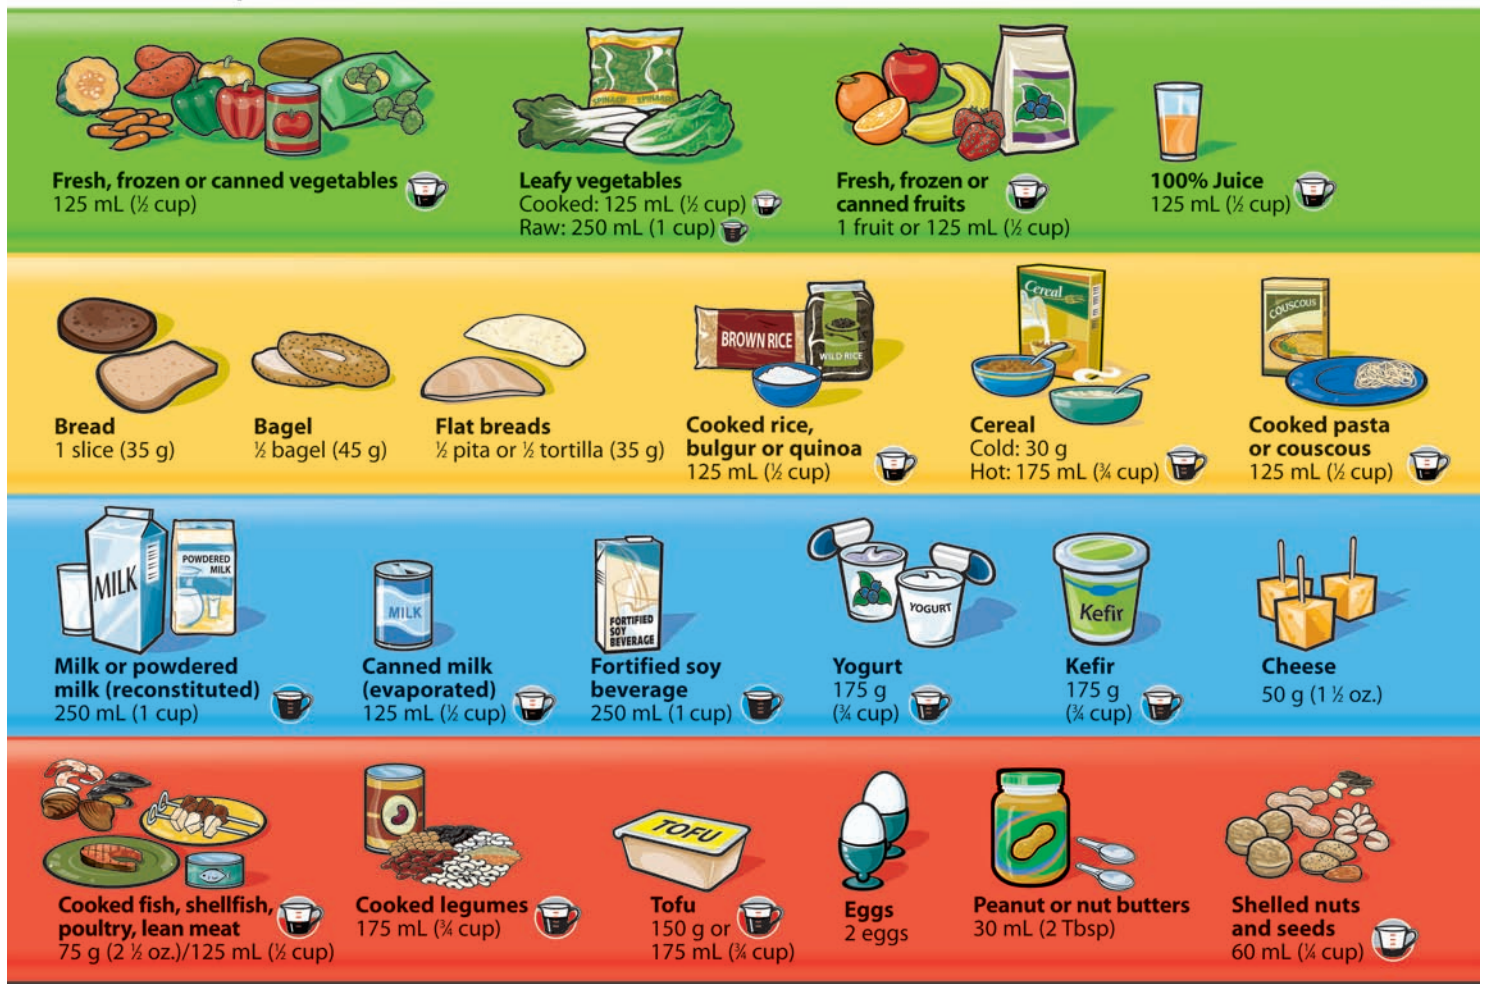 SPINACH SPINACH
Fresh, frozen or canned vegetables
125 mL (½ cup)
Leafy vegetables
Cooked: 125 mL (½ cup)
Raw: 250 mL (1 cup)
Fresh, frozen or
canned fruits
1 fruit or 125 mL (½ cup)
100% Juice
125 mL (½ cup)
Bread
1 slice (35 g)
Bagel
½ bagel (45 g)
Flat breads
½ pita or ½ tortilla (35 g)
BROWN RICE
WILD RICE
Cooked rice,
bulgur or quinoa
125 mL (½ cup)
Cereal
Cereal
Cold: 30 g
Hot: 175 mL (¾ cup)
COUSCOUS
Cooked pasta
or couscous
125 mL (½ cup)
MILK
POWDERED
MILK
Milk or powdered
milk (reconstituted)
250 mL (1 cup)
MILK
Canned milk
(evaporated)
125 mL (½ cup)
FORTIFIED
SOY
BEVERAGE
Fortified soy
beverage
250 mL (1 cup)
YOGURT
Yogurt
175 g
(¾ cup)
Kefir
Kefir
175 g
(¾ cup)
Cheese
50 g (1 ½ oz.)
Cooked fish, shellfish,
poultry, lean meat
75 g (2 ½ oz.)/125 mL (½ cup)
Cooked legumes
175 mL (¾ cup)
TOFU
Tofu
150 g or
175 mL (¾ cup)
Eggs
2 eggs
Peanut or nut butters
30 mL (2 Tbsp)
Shelled nuts
and seeds
60 mL (¼ cup)